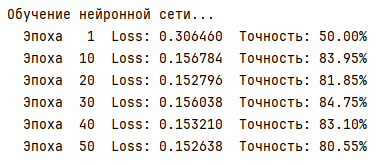 Обучение нейронной сети...
Эпоха 1 Loss: 0.306460 Точность: 50.00%
Эпоха 10 Loss: 0.156784 Точность: 83.95%
Эпоха 20 Loss: 0.152796 Точность: 81.85%
Эпоха 30 Loss: 0.156038 Точность: 84.75%
Эпоха 40 Loss: 0.153210 Точность: 83.10%
Эпоха 50 Loss: 0.152638 Точность: 80.55%